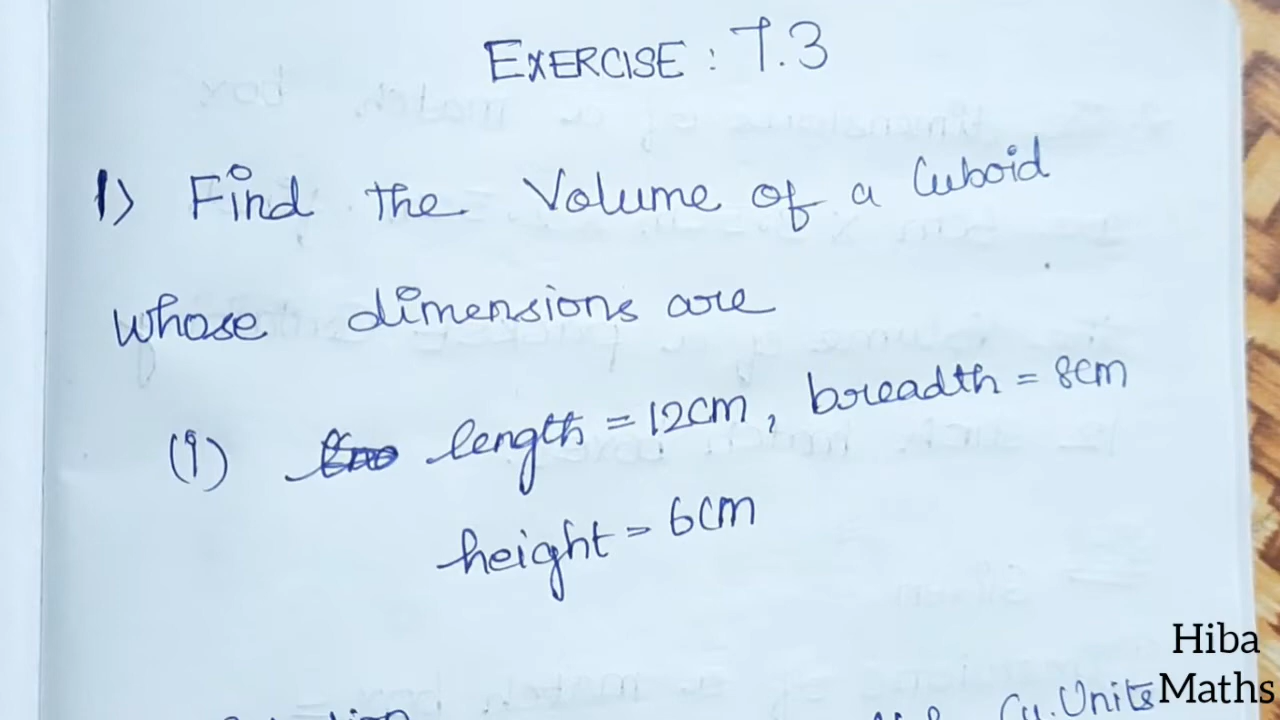 EXERCISE : 7.3
1) Find the Volume of a Cuboid
whose dimensions are
(i) length = 12cm, breadth = 8cm
height = 6cm
Hiba
Maths
Cu. Units